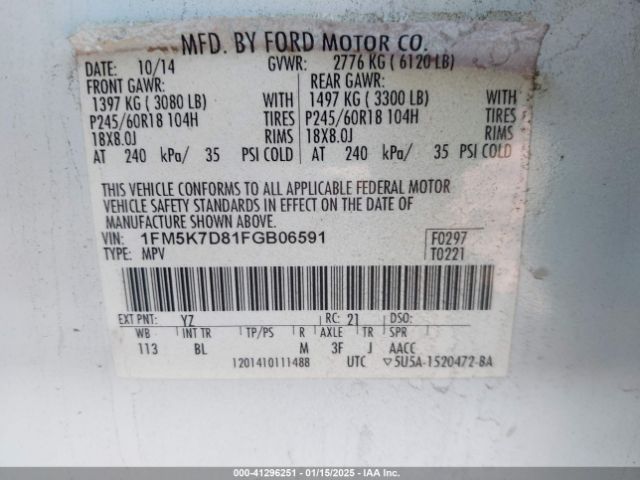 MFD. BY FORD MOTOR CO.
DATE: 10/14 GVWR: 2776 KG ( 6120 LB)
FRONT GAWR: REAR GAWR:
1397 KG ( 3080 LB) WITH 1497 KG ( 3300 LB) WITH
P245/60R18 104H TIRES P245/60R18 104H TIRES
18X8.0J RIMS 18X8.0J RIMS
AT 240 kPa/ 35 PSI COLD AT 240 kPa/ 35 PSI COLD
THIS VEHICLE CONFORMS TO ALL APPLICABLE FEDERAL MOTOR
VEHICLE SAFETY STANDARDS IN EFFECT ON THE DATE OF
MANUFACTURE SHOWN ABOVE.
VIN: 1FM5K7D81FGB06591 F0297
TYPE: MPV T0221
EXT PNT: YZ RC: 21 DSO:
WB INT TR TP/PS R AXLE TR SPR
113 BL M 3F J AACC
1201410111488 UTC ▽5U5A-1520472-BA
000-41296251 - 01/15/2025 - IAA Inc.